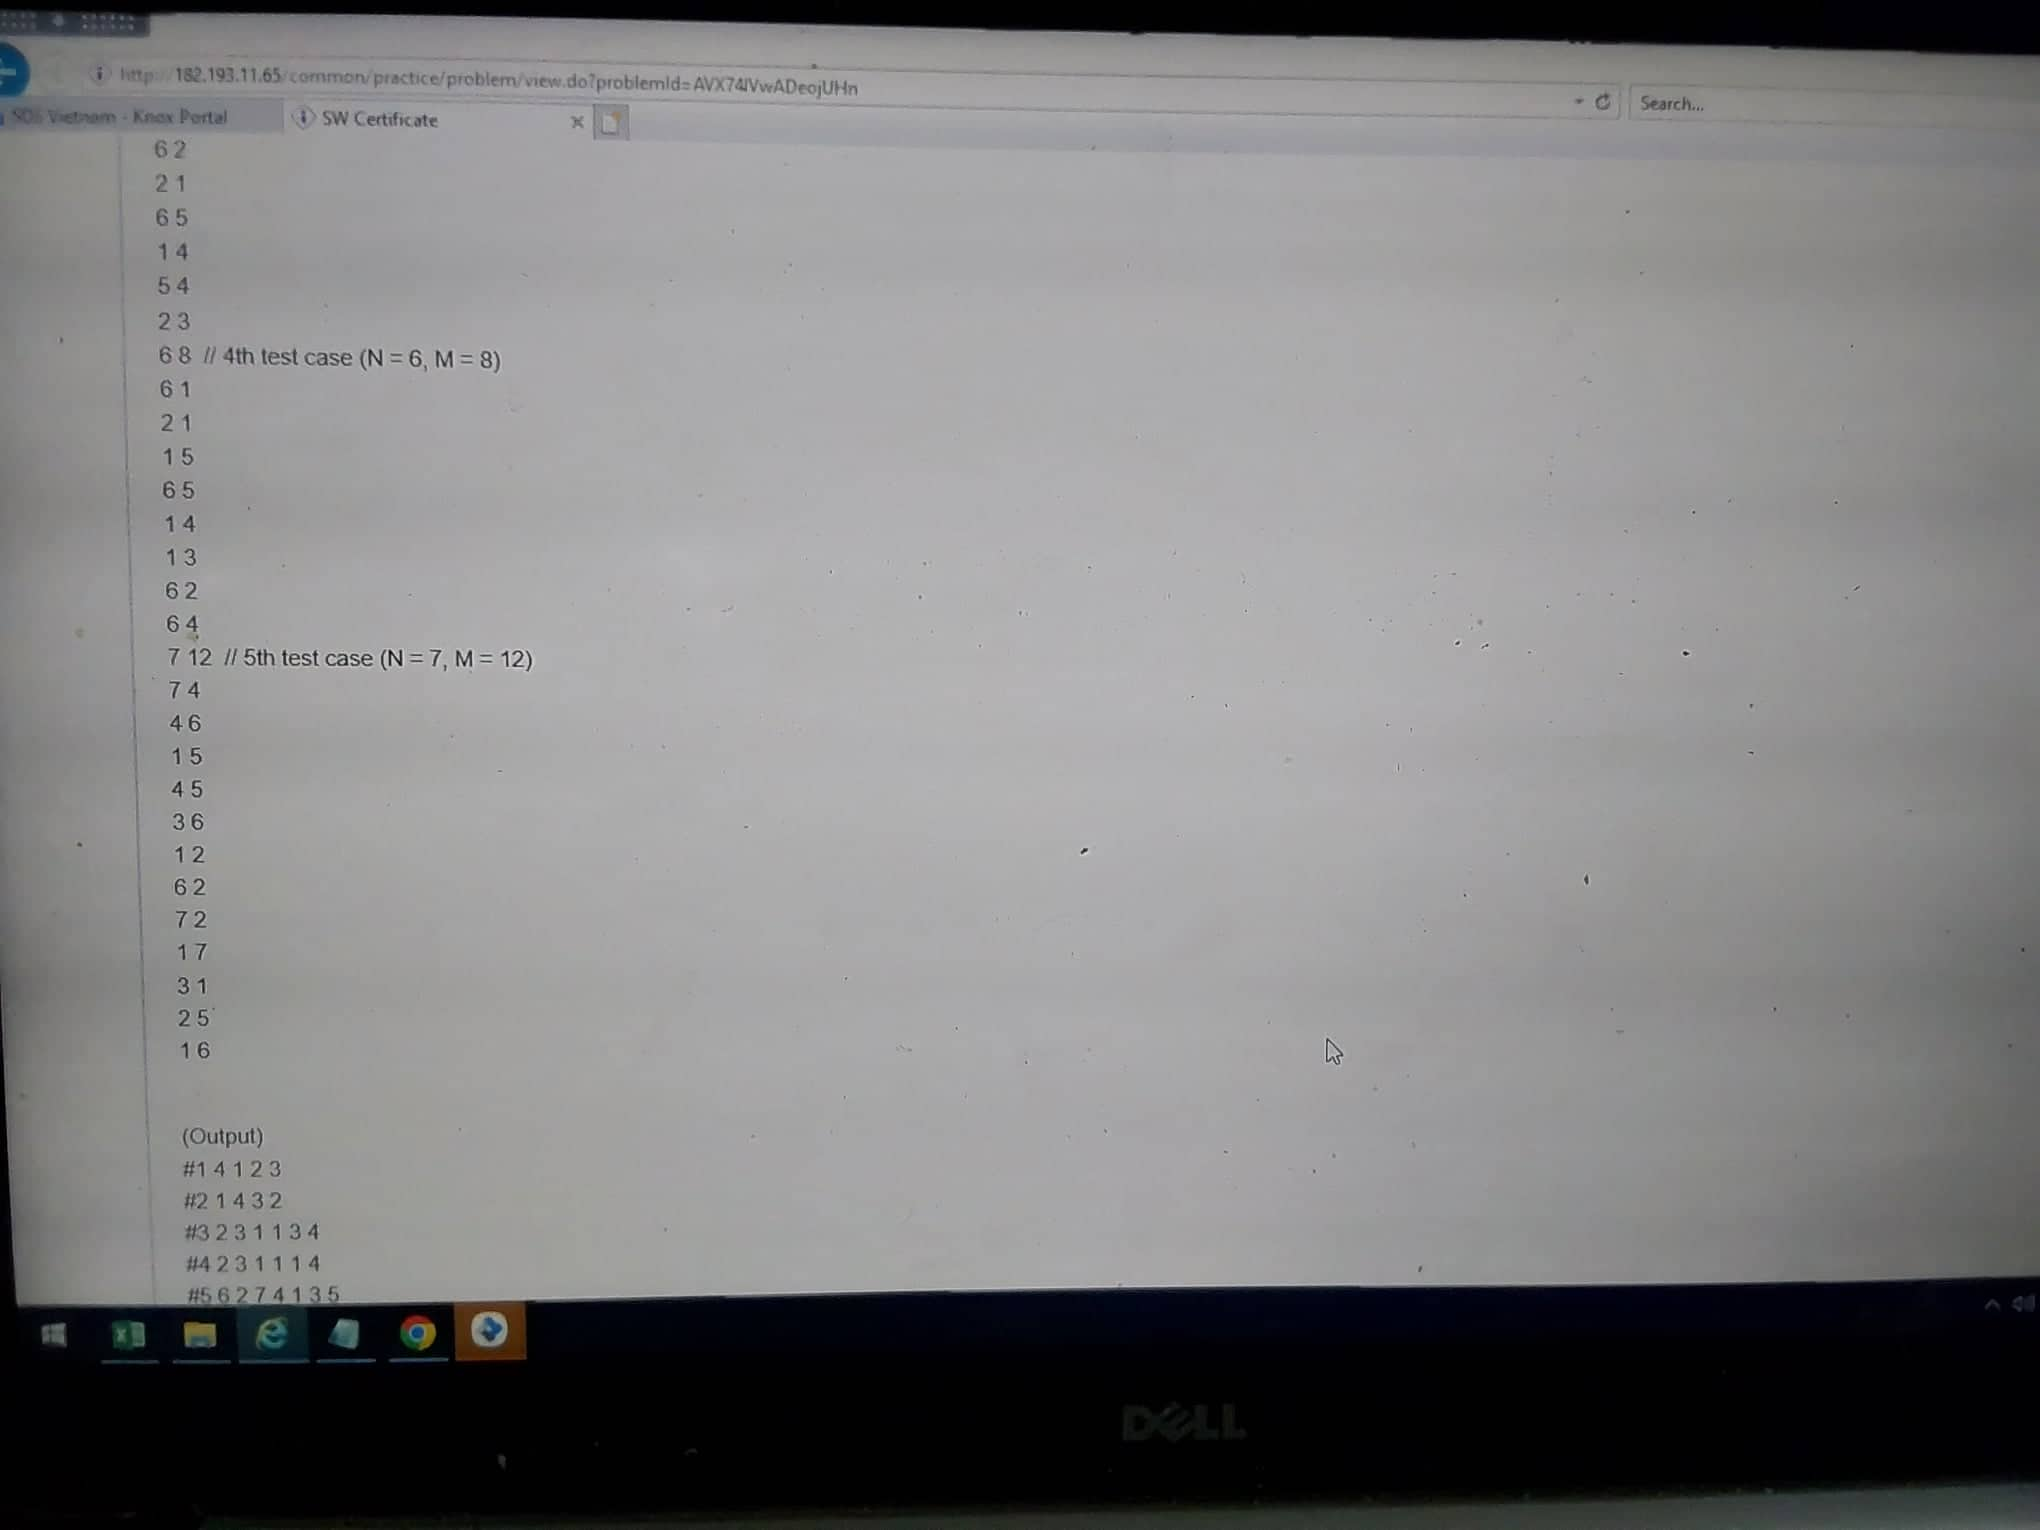 http://182.193.11.65/common/practice/problem/view.do?problemId=AVX74IVwADeojUHn
Search...
Vietnam - Knox Portal
SW Certificate
6 2
2 1
6 5
1 4
5 4
2 3
6 8 // 4th test case (N = 6, M = 8)
6 1
2 1
1 5
6 5
1 4
1 3
6 2
6 4
7 12 // 5th test case (N = 7, M = 12)
7 4
4 6
1 5
4 5
3 6
1 2
6 2
7 2
1 7
3 1
2 5
1 6
(Output)
#1 4 1 2 3
#2 1 4 3 2
#3 2 3 1 1 3 4
#4 2 3 1 1 1 4
#5 6 2 7 4 1 3 5
DELL